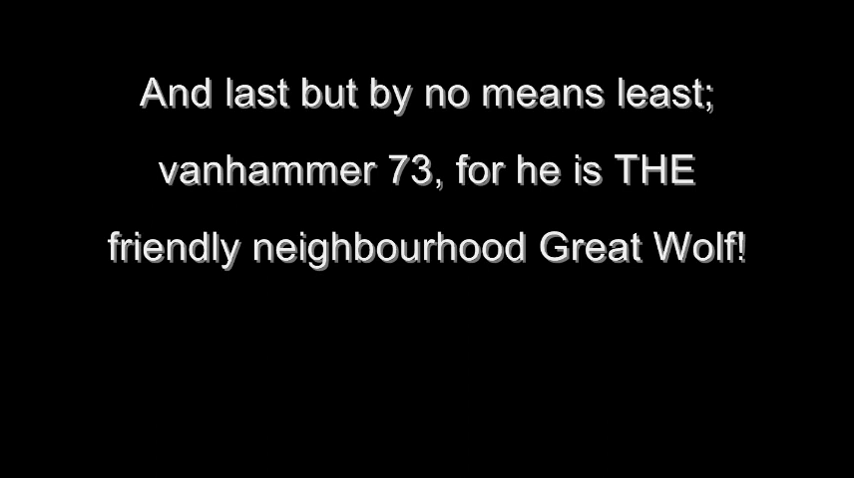 And last but by no means least;
vanhammer 73, for he is THE
friendly neighbourhood Great Wolf!